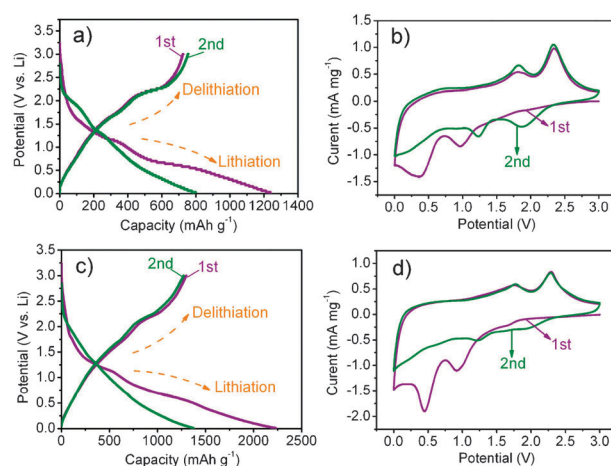 a)
1st
2nd
Delithiation
Lithiation
Potential (V vs. Li)
3.5
3.0
2.5
2.0
1.5
1.0
0.5
0.0
0 200 400 600 800 1000 1200 1400
Capacity (mAh g⁻¹)
b)
1st
2nd
Curent (mA mg⁻¹)
1.5
1.0
0.5
0.0
-0.5
-1.0
-1.5
0.0 0.5 1.0 1.5 2.0 2.5 3.0
Potential (V)
c)
2nd
1st
Delithiation
Lithiation
Potential (V vs. Li)
3.5
3.0
2.5
2.0
1.5
1.0
0.5
0.0
0 500 1000 1500 2000 2500
Capacity (mAh g⁻¹)
d)
1st
2nd
Curent (mA mg⁻¹)
1.0
0.5
0.0
-0.5
-1.0
-1.5
-2.0
0.0 0.5 1.0 1.5 2.0 2.5 3.0
Potential (V)